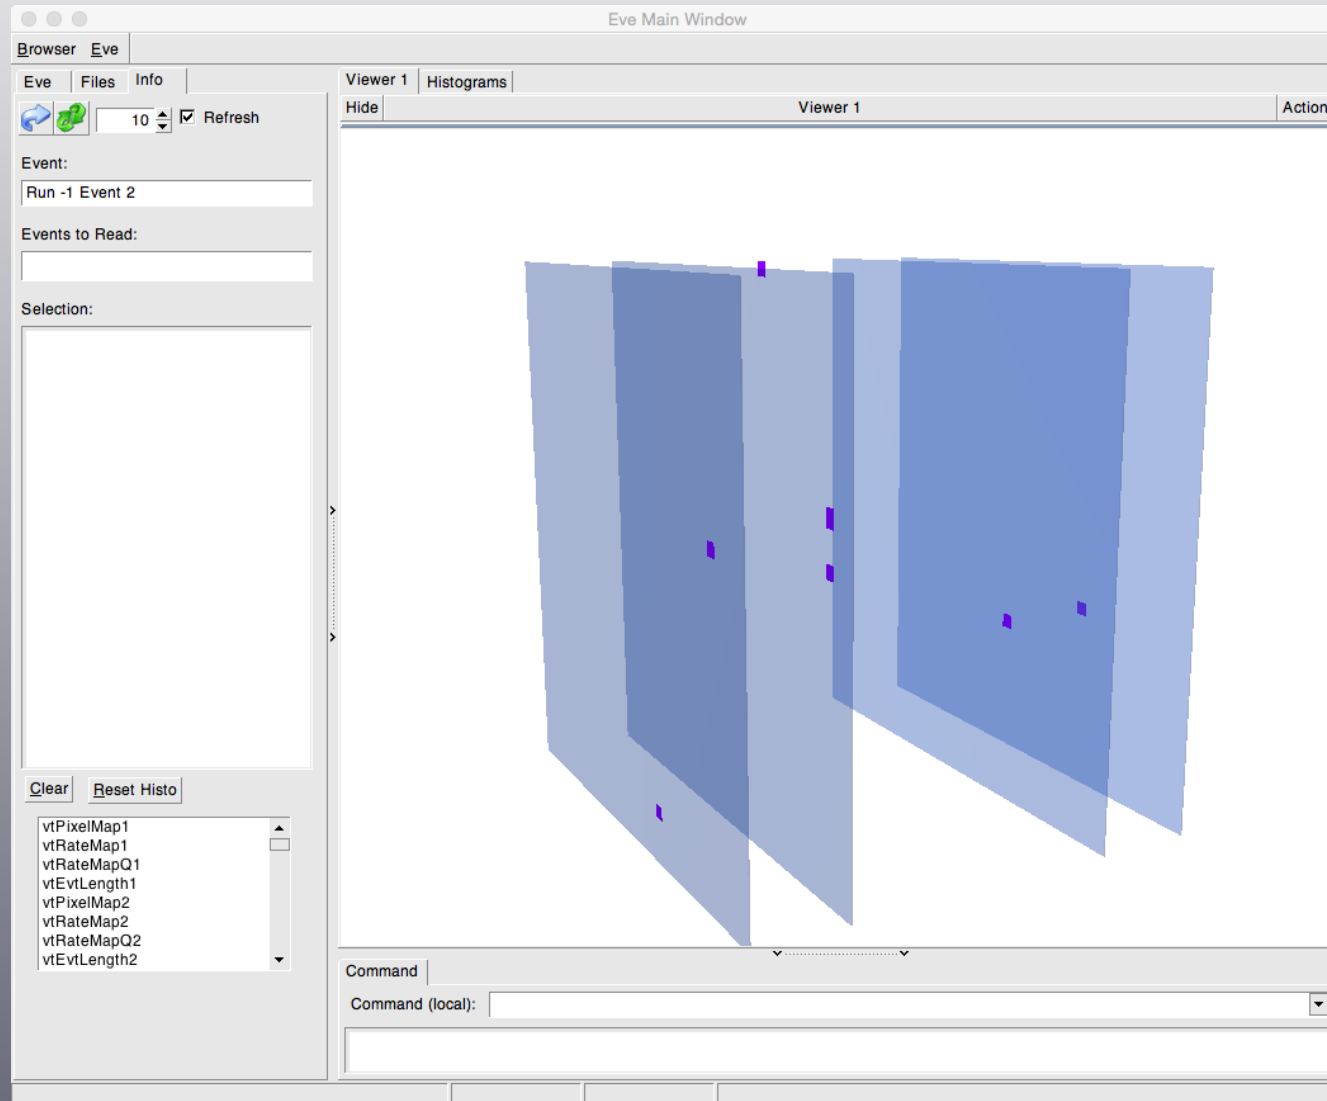 Eve Main Window
Browser Eve
Eve Files Info
10 Refresh
Event:
Run -1 Event 2
Events to Read:
Selection:
Clear Reset Histo
vtPixelMap1
vtRateMap1
vtRateMapQ1
vtEvtLength1
vtPixelMap2
vtRateMap2
vtRateMapQ2
vtEvtLength2
Viewer 1 Histograms
Hide Viewer 1 Action
Command
Command (local):